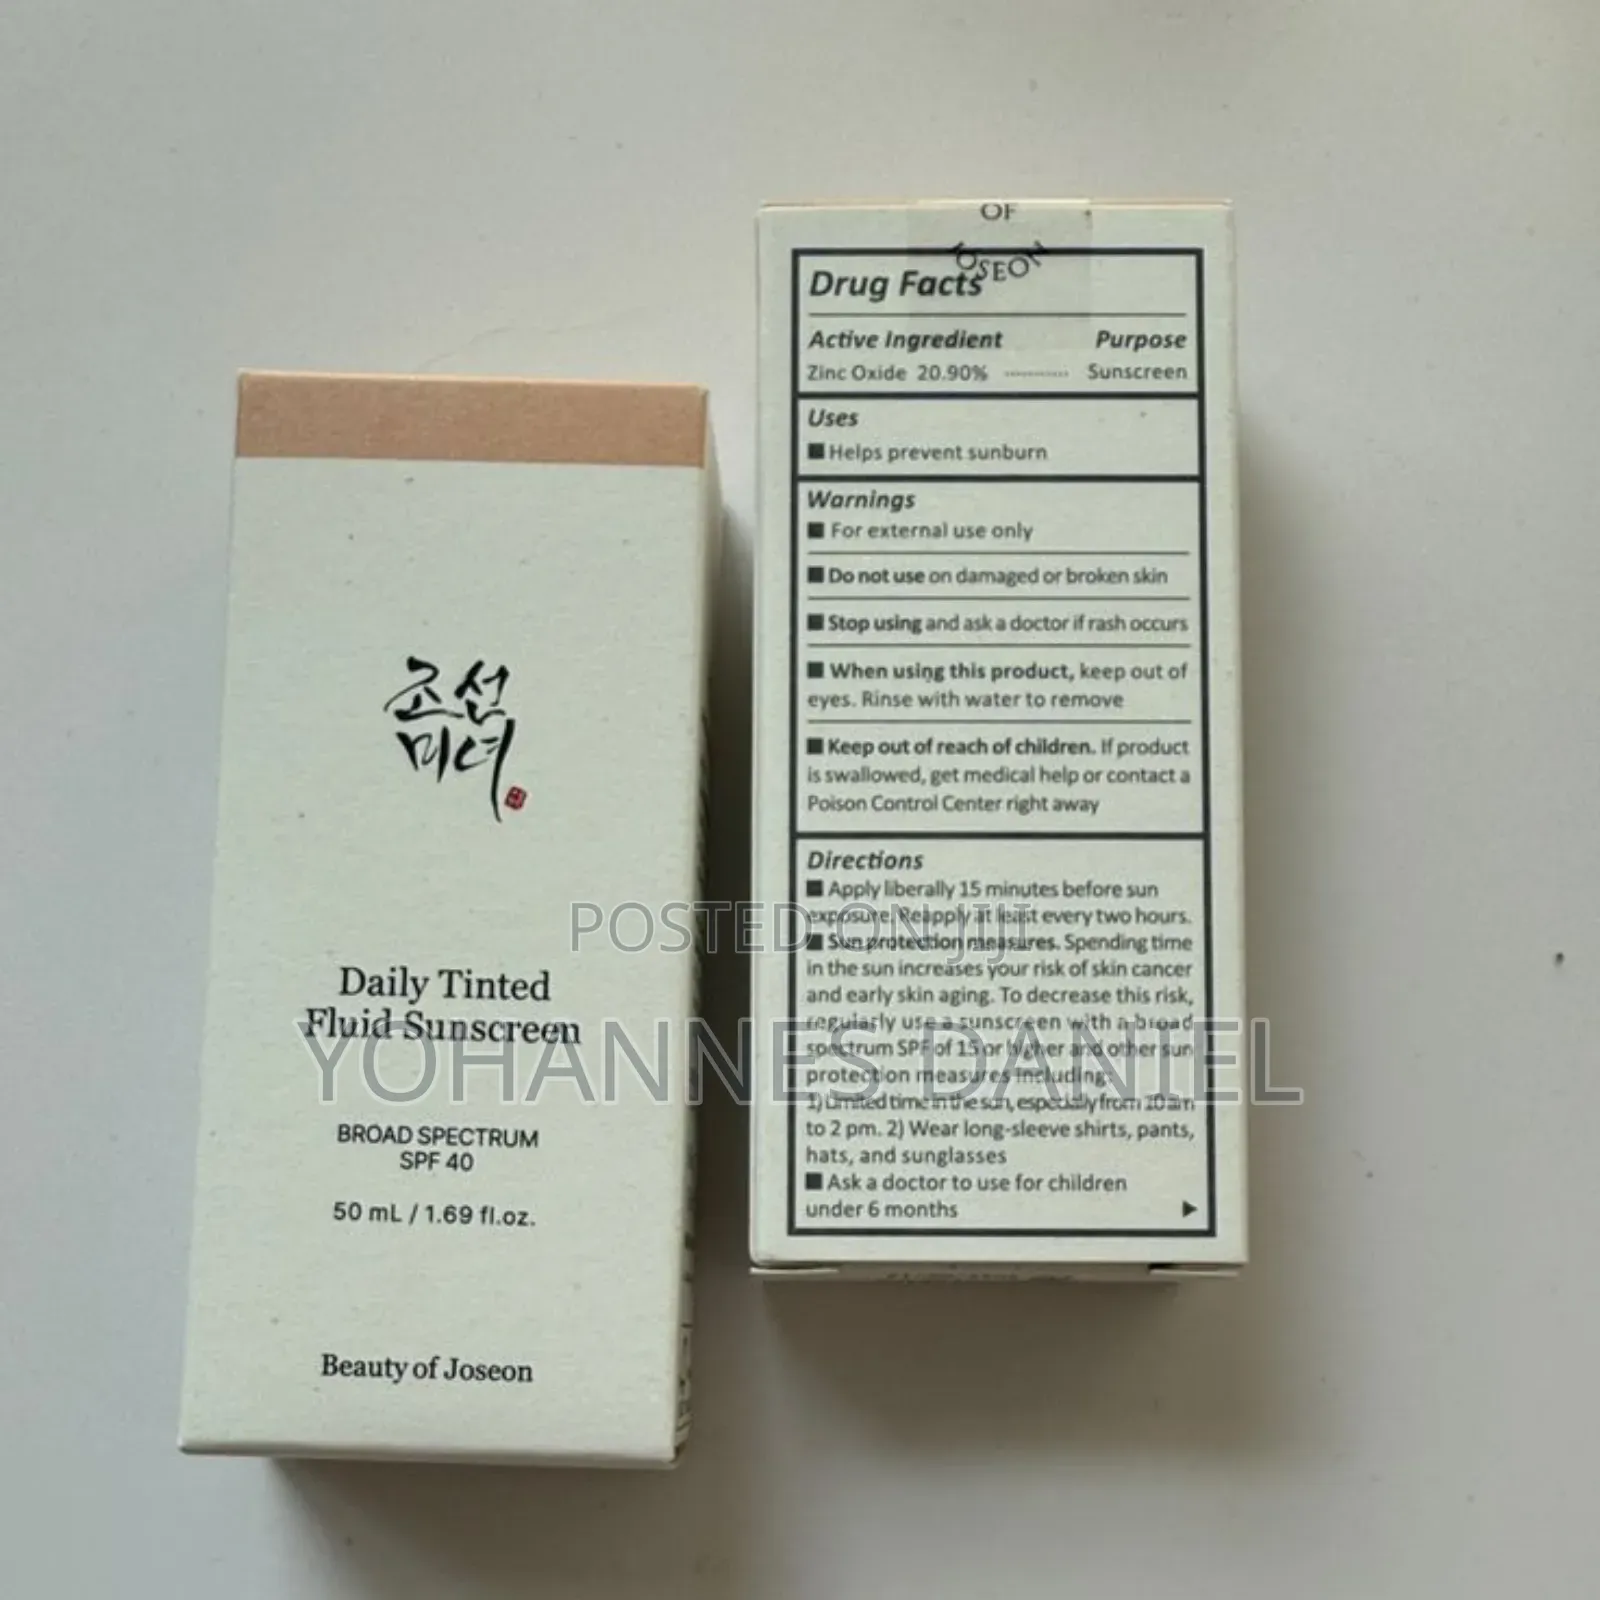 조선
미녀
Daily Tinted
Fluid Sunscreen
BROAD SPECTRUM
SPF 40
50 mL / 1.69 fl.oz.
Beauty of Joseon
OF
JOSEON
Drug Facts
Active Ingredient Purpose
Zinc Oxide 20.90% ............ Sunscreen
Uses
■ Helps prevent sunburn
Warnings
■ For external use only
■ Do not use on damaged or broken skin
■ Stop using and ask a doctor if rash occurs
■ When using this product, keep out of
eyes. Rinse with water to remove
■ Keep out of reach of children. If product
is swallowed, get medical help or contact a
Poison Control Center right away
Directions
■ Apply liberally 15 minutes before sun
exposure. Reapply at least every two hours.
■ Sun protection measures. Spending time
in the sun increases your risk of skin cancer
and early skin aging. To decrease this risk,
regularly use a sunscreen with a broad
spectrum SPF of 15 or higher and other sun
protection measures including:
1) Limited time in the sun, especially from 10 am
to 2 pm. 2) Wear long-sleeve shirts, pants,
hats, and sunglasses
■ Ask a doctor to use for children
under 6 months ▶
POSTED ON JIJI
YOHANNES DANIEL